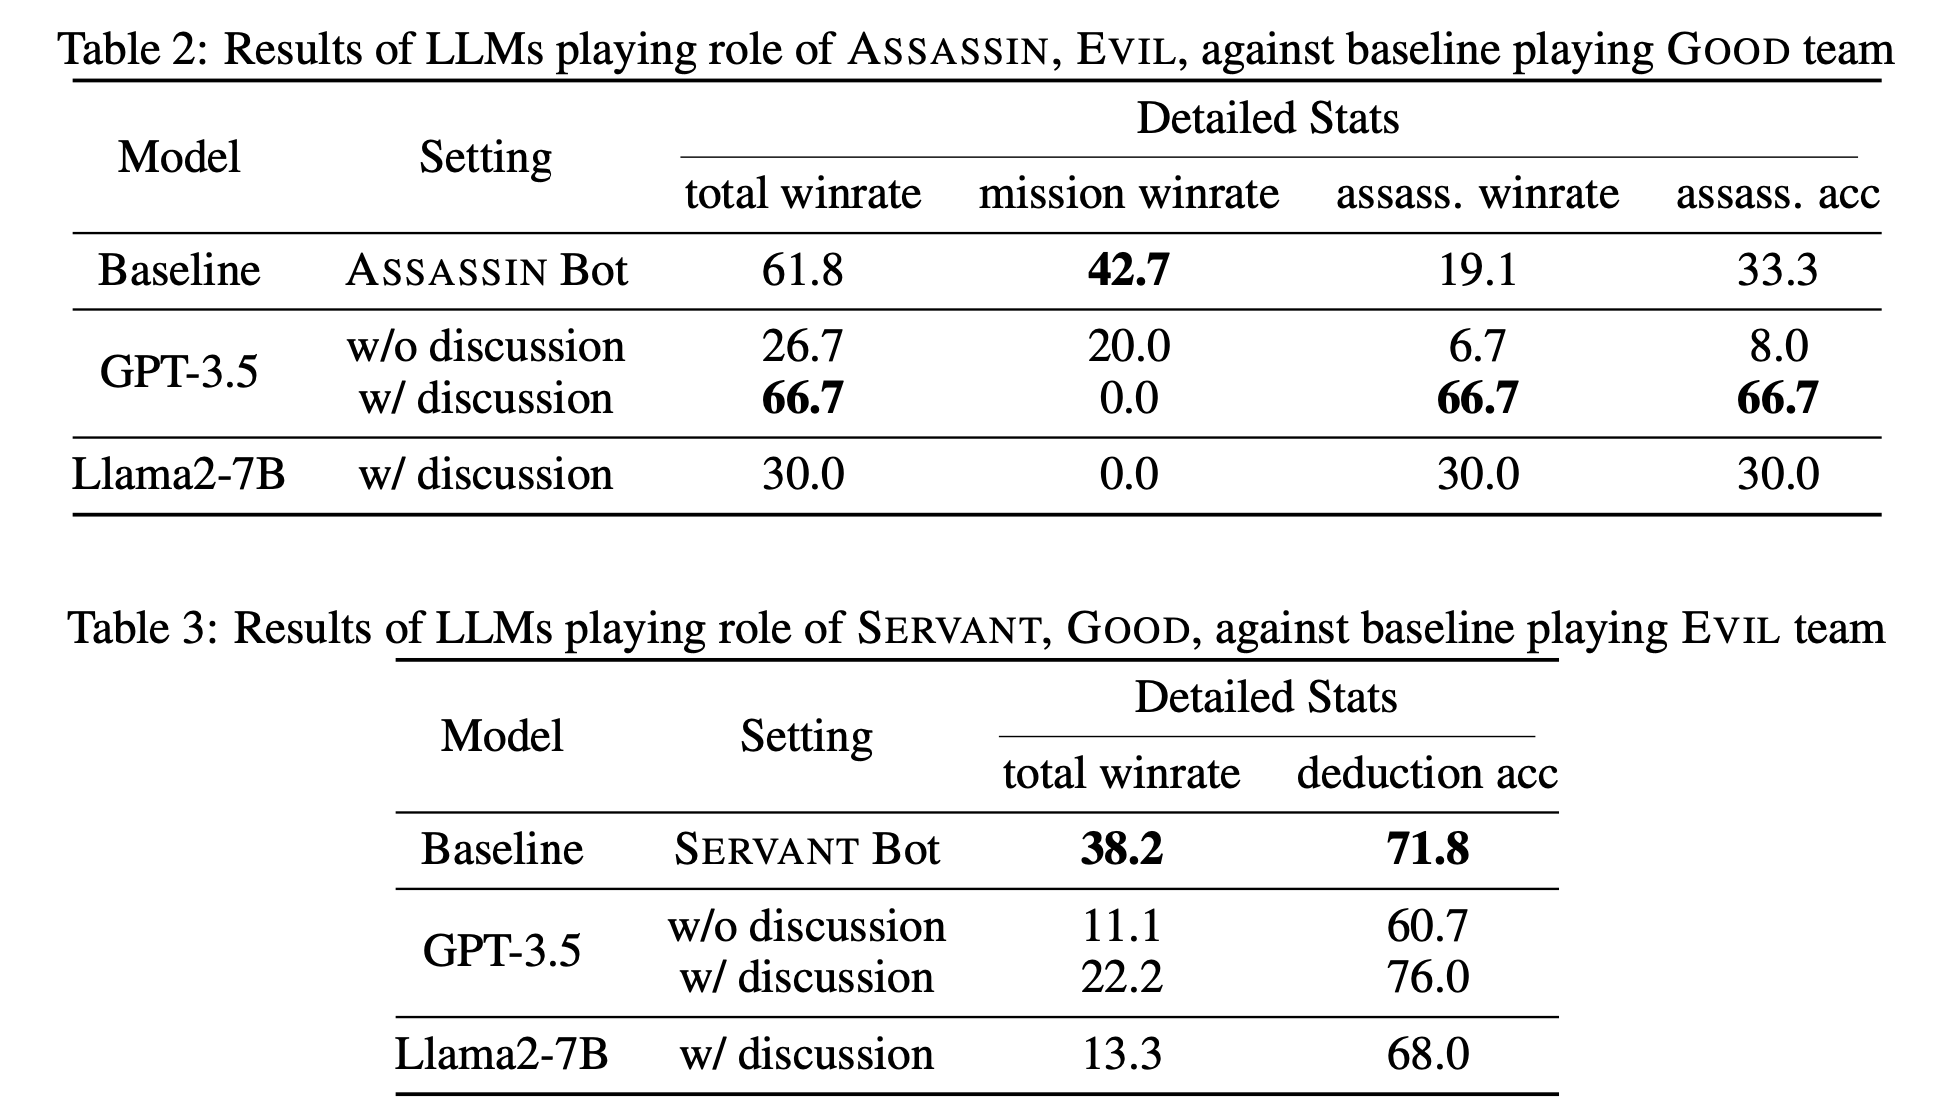 Table 2: Results of LLMs playing role of ASSASSIN, EVIL, against baseline playing GOOD team
Model Setting Detailed Stats
total winrate mission winrate assass. winrate assass. acc
Baseline ASSASSIN Bot 61.8 42.7 19.1 33.3
GPT-3.5 w/o discussion 26.7 20.0 6.7 8.0
w/ discussion 66.7 0.0 66.7 66.7
Llama2-7B w/ discussion 30.0 0.0 30.0 30.0
Table 3: Results of LLMs playing role of SERVANT, GOOD, against baseline playing EVIL team
Model Setting Detailed Stats
total winrate deduction acc
Baseline SERVANT Bot 38.2 71.8
GPT-3.5 w/o discussion 11.1 60.7
w/ discussion 22.2 76.0
Llama2-7B w/ discussion 13.3 68.0